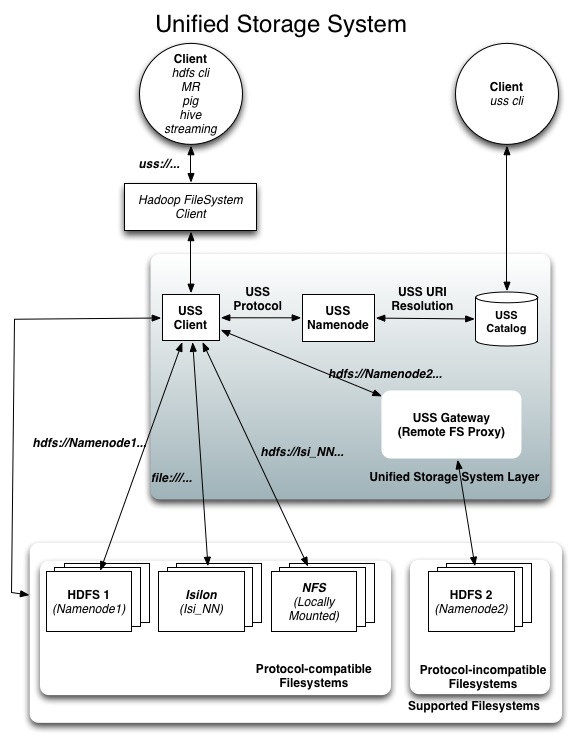 Unified Storage System
Client
hdfs cli
MR
pig
hive
streaming
Client
uss cli
uss://...
Hadoop FileSystem
Client
USS
Client
USS
Protocol
USS
Namenode
USS URI
Resolution
USS
Catalog
hdfs://Namenode2...
USS Gateway
(Remote FS Proxy)
hdfs://Namenode1...
hdfs://Isi_NN...
file:///...
Unified Storage System Layer
HDFS 1
(Namenode1)
Isilon
(Isi_NN)
NFS
(Locally
Mounted)
HDFS 2
(Namenode2)
Protocol-compatible
Filesystems
Protocol-incompatible
Filesystems
Supported Filesystems